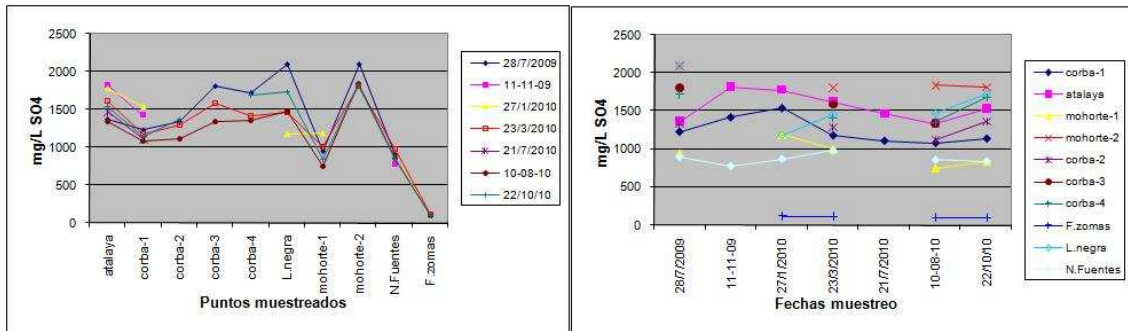 2500
2000
1500
1000
500
0
mg/L SO4
atalaya
corba-1
corba-2
corba-3
corba-4
L.negra
mohorte-1
mohorte-2
N.Fuentes
F.zomas
Puntos muestreados
28/7/2009
11-11-09
27/1/2010
23/3/2010
21/7/2010
10-08-10
22/10/10
2500
2000
1500
1000
500
0
mg/L SO4
28/7/2009
11-11-09
27/1/2010
23/3/2010
21/7/2010
10-08-10
22/10/10
Fechas muestreo
corba-1
atalaya
mohorte-1
mohorte-2
corba-2
corba-3
corba-4
F.zomas
L.negra
N.Fuentes